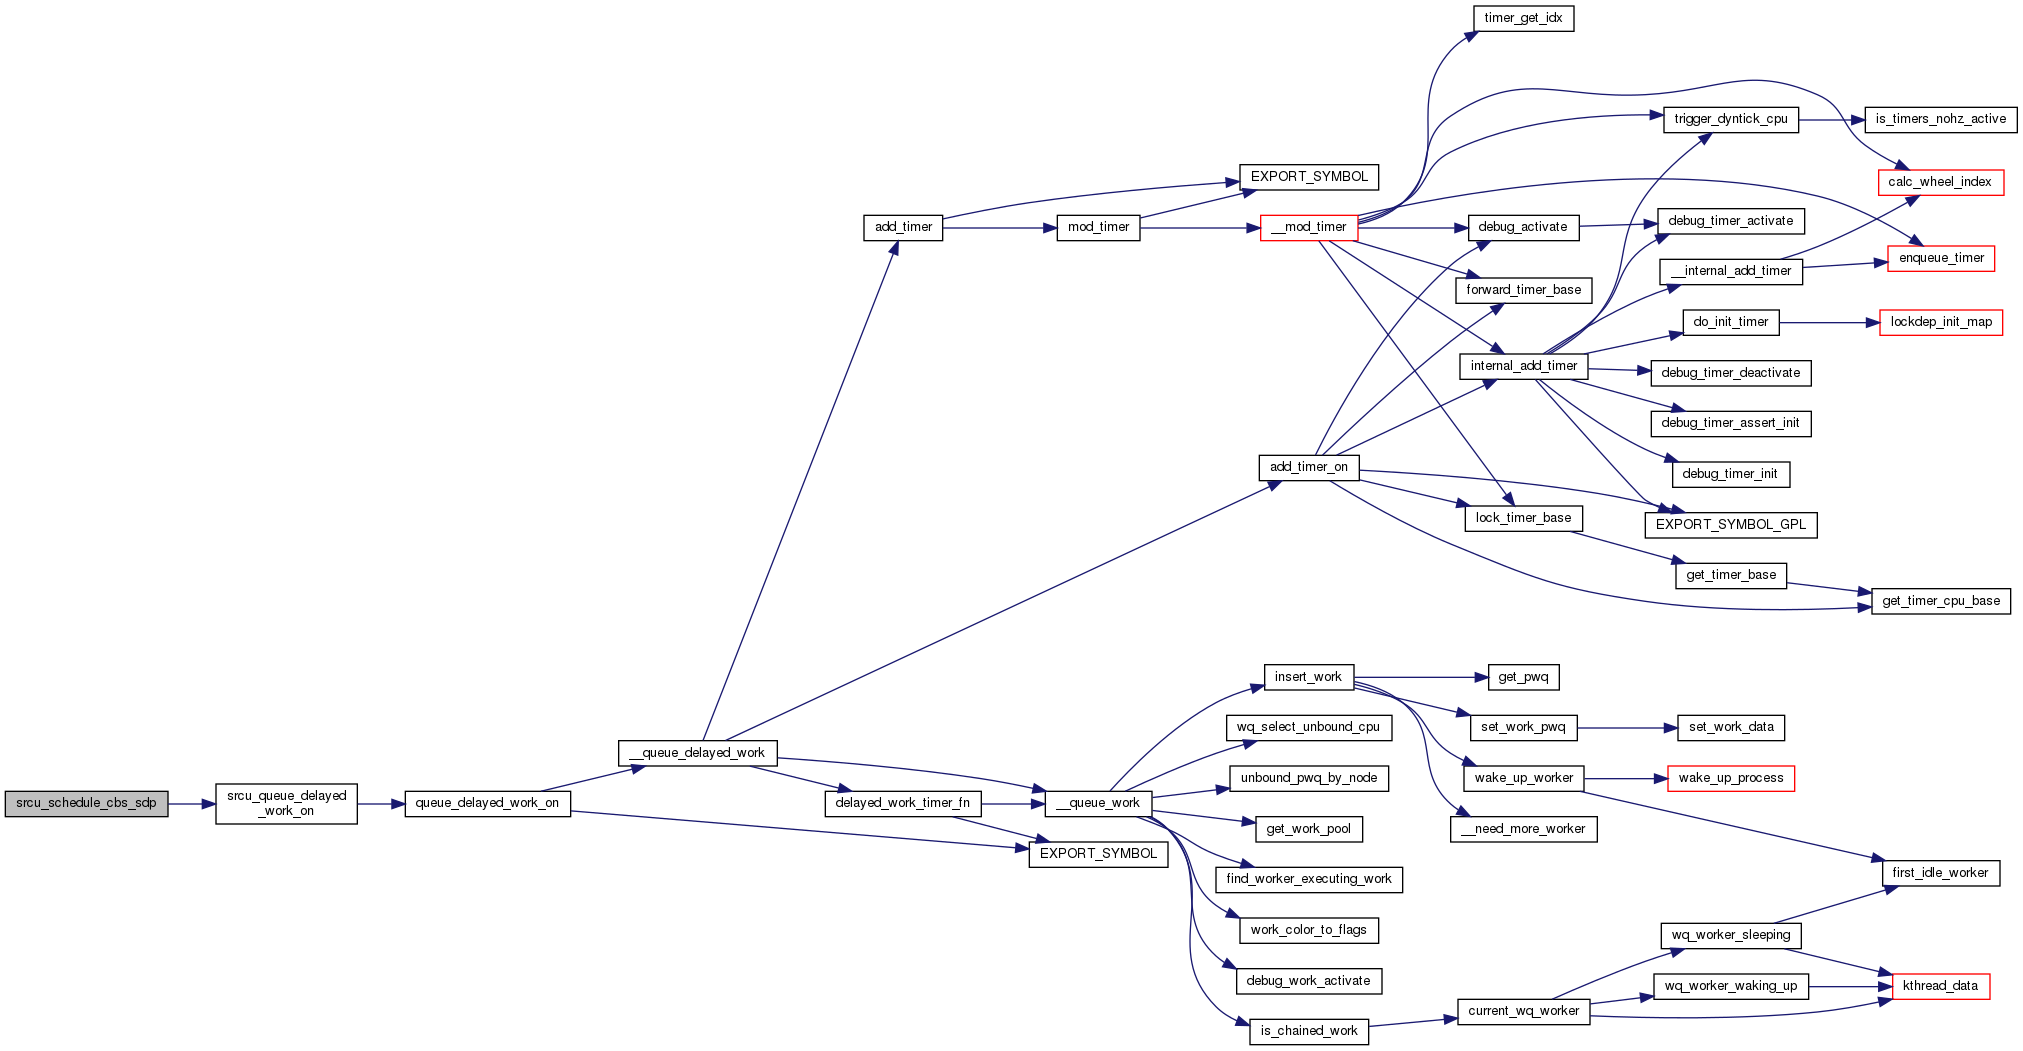 timer_get_idx
trigger_dyntick_cpu
is_timers_nohz_active
EXPORT_SYMBOL
calc_wheel_index
add_timer
mod_timer
__mod_timer
debug_activate
debug_timer_activate
__internal_add_timer
enqueue_timer
forward_timer_base
do_init_timer
lockdep_init_map
internal_add_timer
debug_timer_deactivate
debug_timer_assert_init
add_timer_on
debug_timer_init
lock_timer_base
EXPORT_SYMBOL_GPL
get_timer_base
get_timer_cpu_base
insert_work
get_pwq
wq_select_unbound_cpu
set_work_pwq
set_work_data
__queue_delayed_work
unbound_pwq_by_node
wake_up_worker
wake_up_process
srcu_schedule_cbs_sdp
srcu_queue_delayed
_work_on
queue_delayed_work_on
delayed_work_timer_fn
__queue_work
get_work_pool
__need_more_worker
EXPORT_SYMBOL
find_worker_executing_work
first_idle_worker
work_color_to_flags
wq_worker_sleeping
debug_work_activate
wq_worker_waking_up
kthread_data
current_wq_worker
is_chained_work